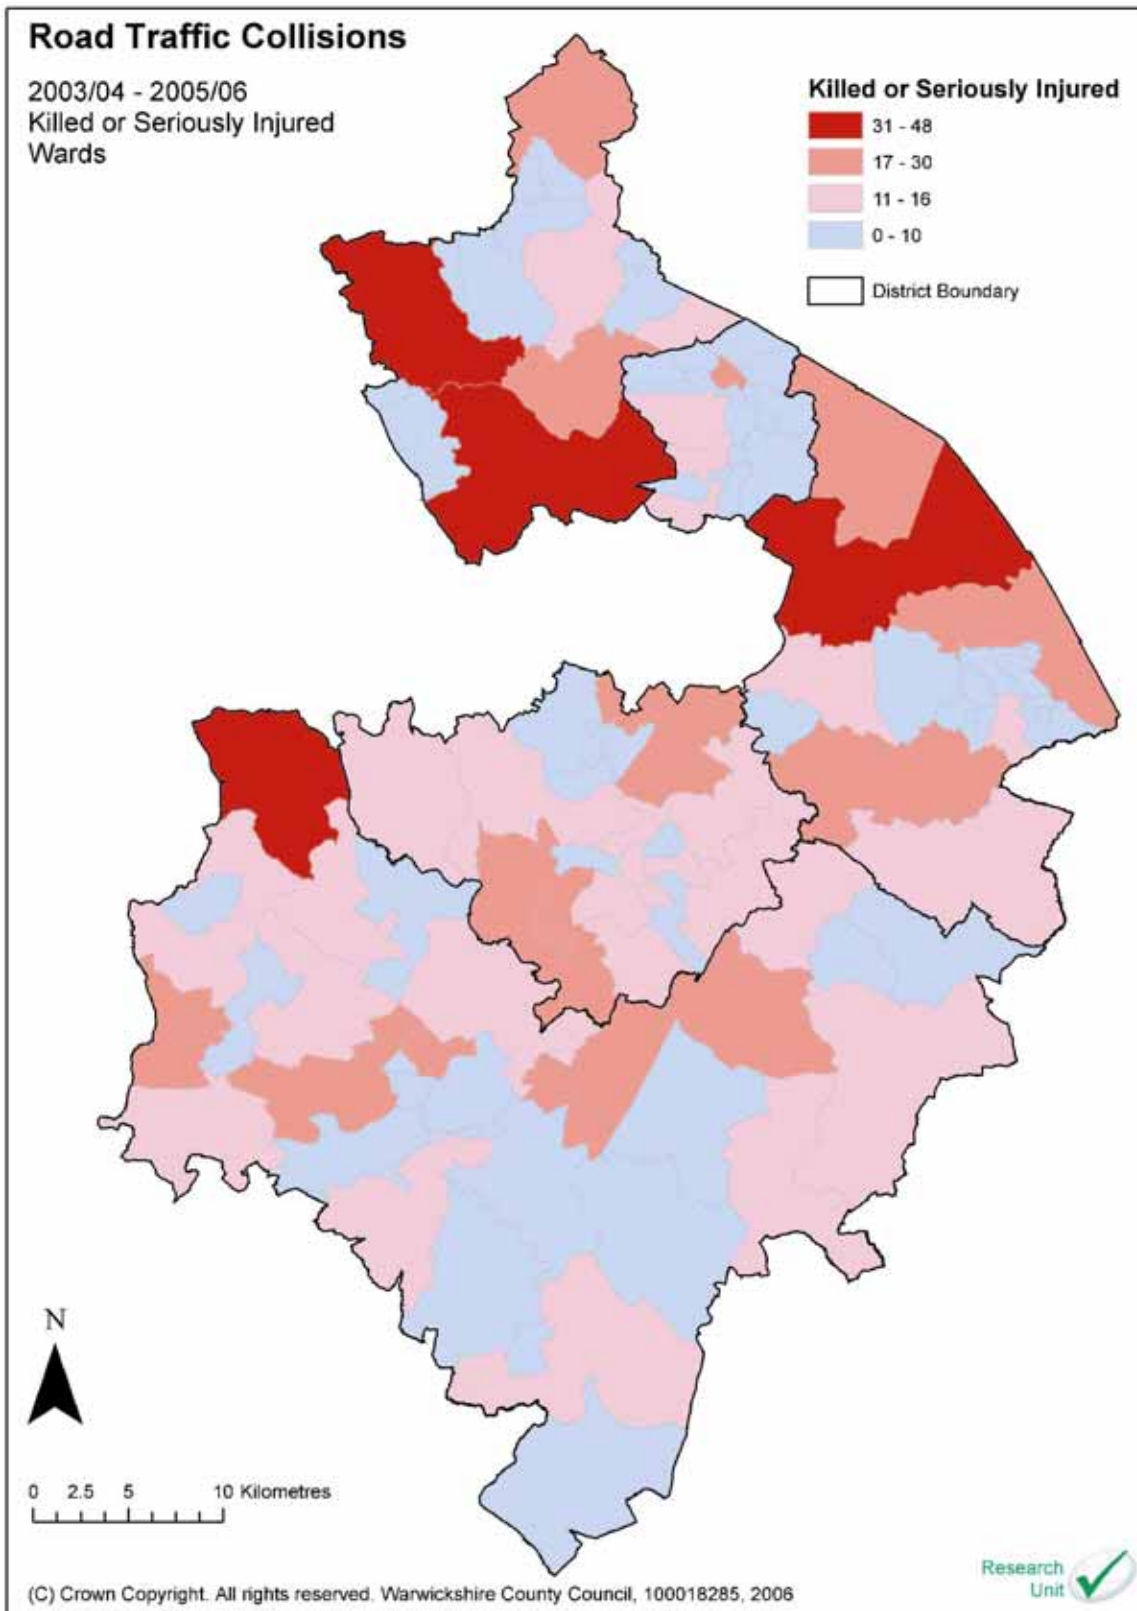 Road Traffic Collisions
2003/04 - 2005/06
Killed or Seriously Injured
Wards
Killed or Seriously Injured
31 - 48
17 - 30
11 - 16
0 - 10
District Boundary
N
0 2.5 5 10 Kilometres
(C) Crown Copyright. All rights reserved. Warwickshire County Council, 100018285, 2006
Research
Unit